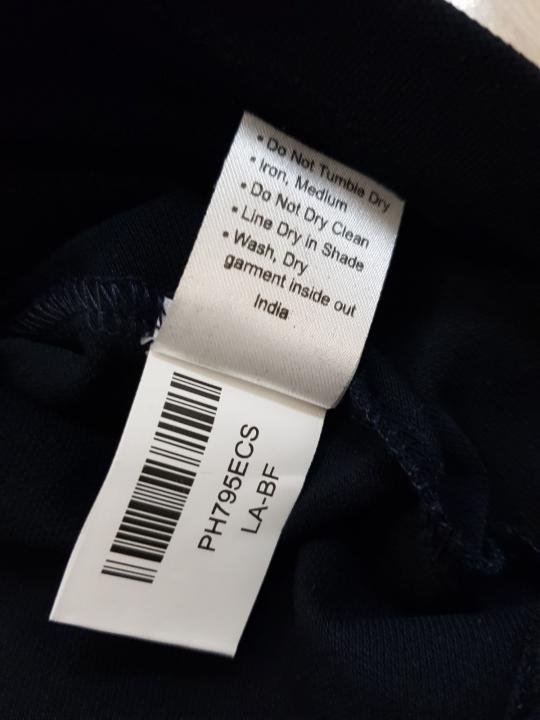 • Do Not Tumble Dry
• Iron, Medium
• Do Not Dry Clean
• Line Dry in Shade
• Wash, Dry
garment inside out
India
PH795ECS
LA-BF